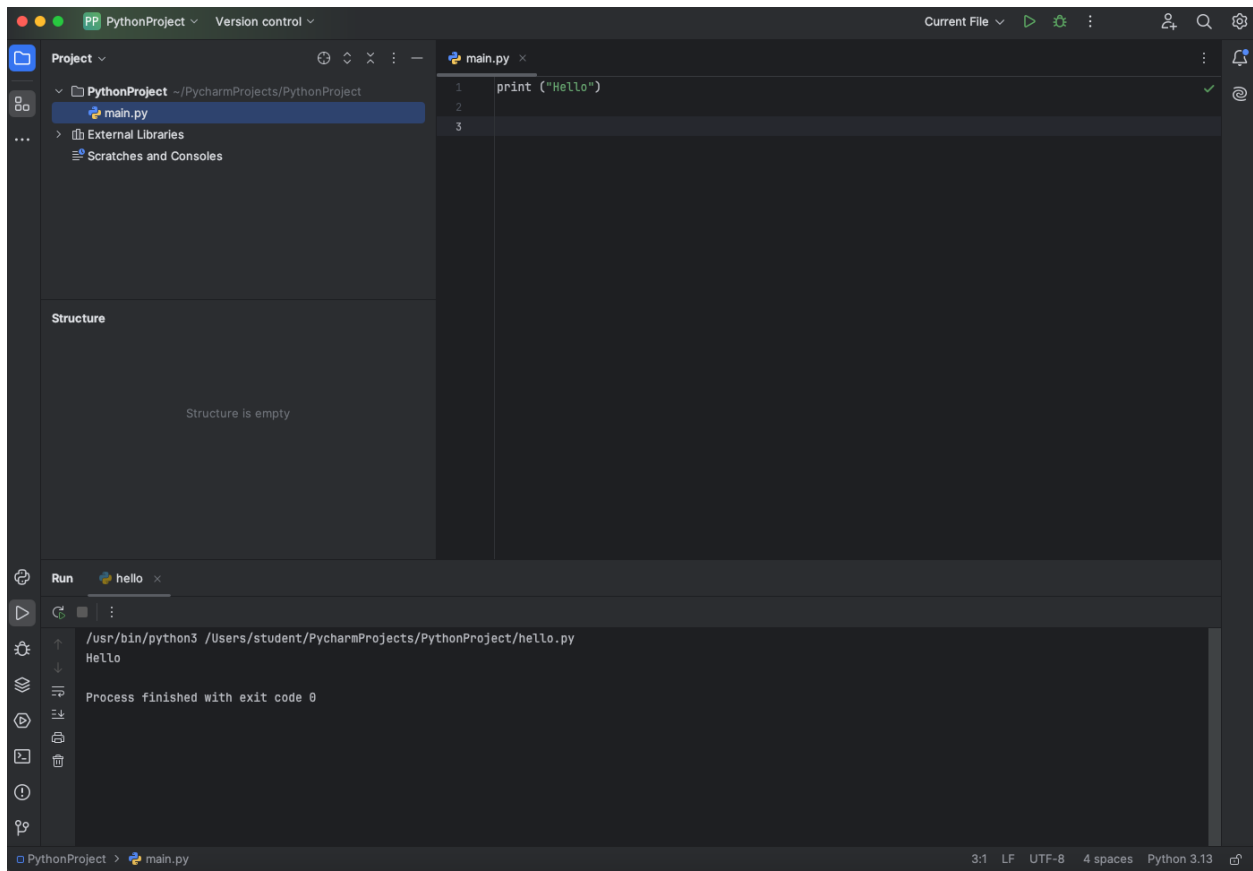 PP PythonProject Version control Current File
Project
main.py
PythonProject ~/PycharmProjects/PythonProject
main.py
External Libraries
Scratches and Consoles
1 print ("Hello")
2
3
Structure
Structure is empty
Run hello
/usr/bin/python3 /Users/student/PycharmProjects/PythonProject/hello.py
Hello
Process finished with exit code 0
PythonProject > main.py 3:1 LF UTF-8 4 spaces Python 3.13